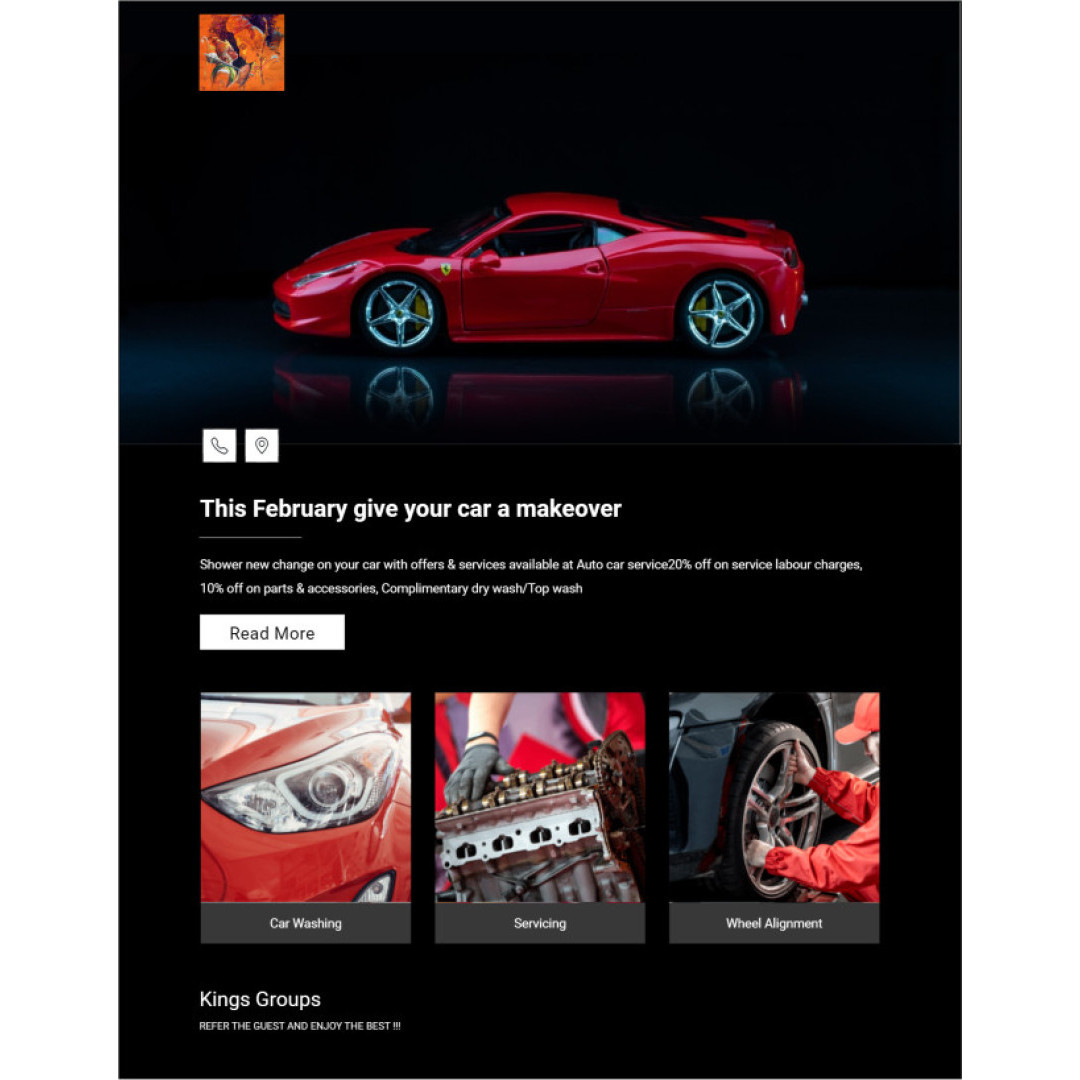 This February give your car a makeover
Shower new change on your car with offers & services available at Auto car service20% off on service labour charges,
10% off on parts & accessories, Complimentary dry wash/Top wash
Read More
Car Washing
Servicing
Wheel Alignment
Kings Groups
REFER THE GUEST AND ENJOY THE BEST !!!